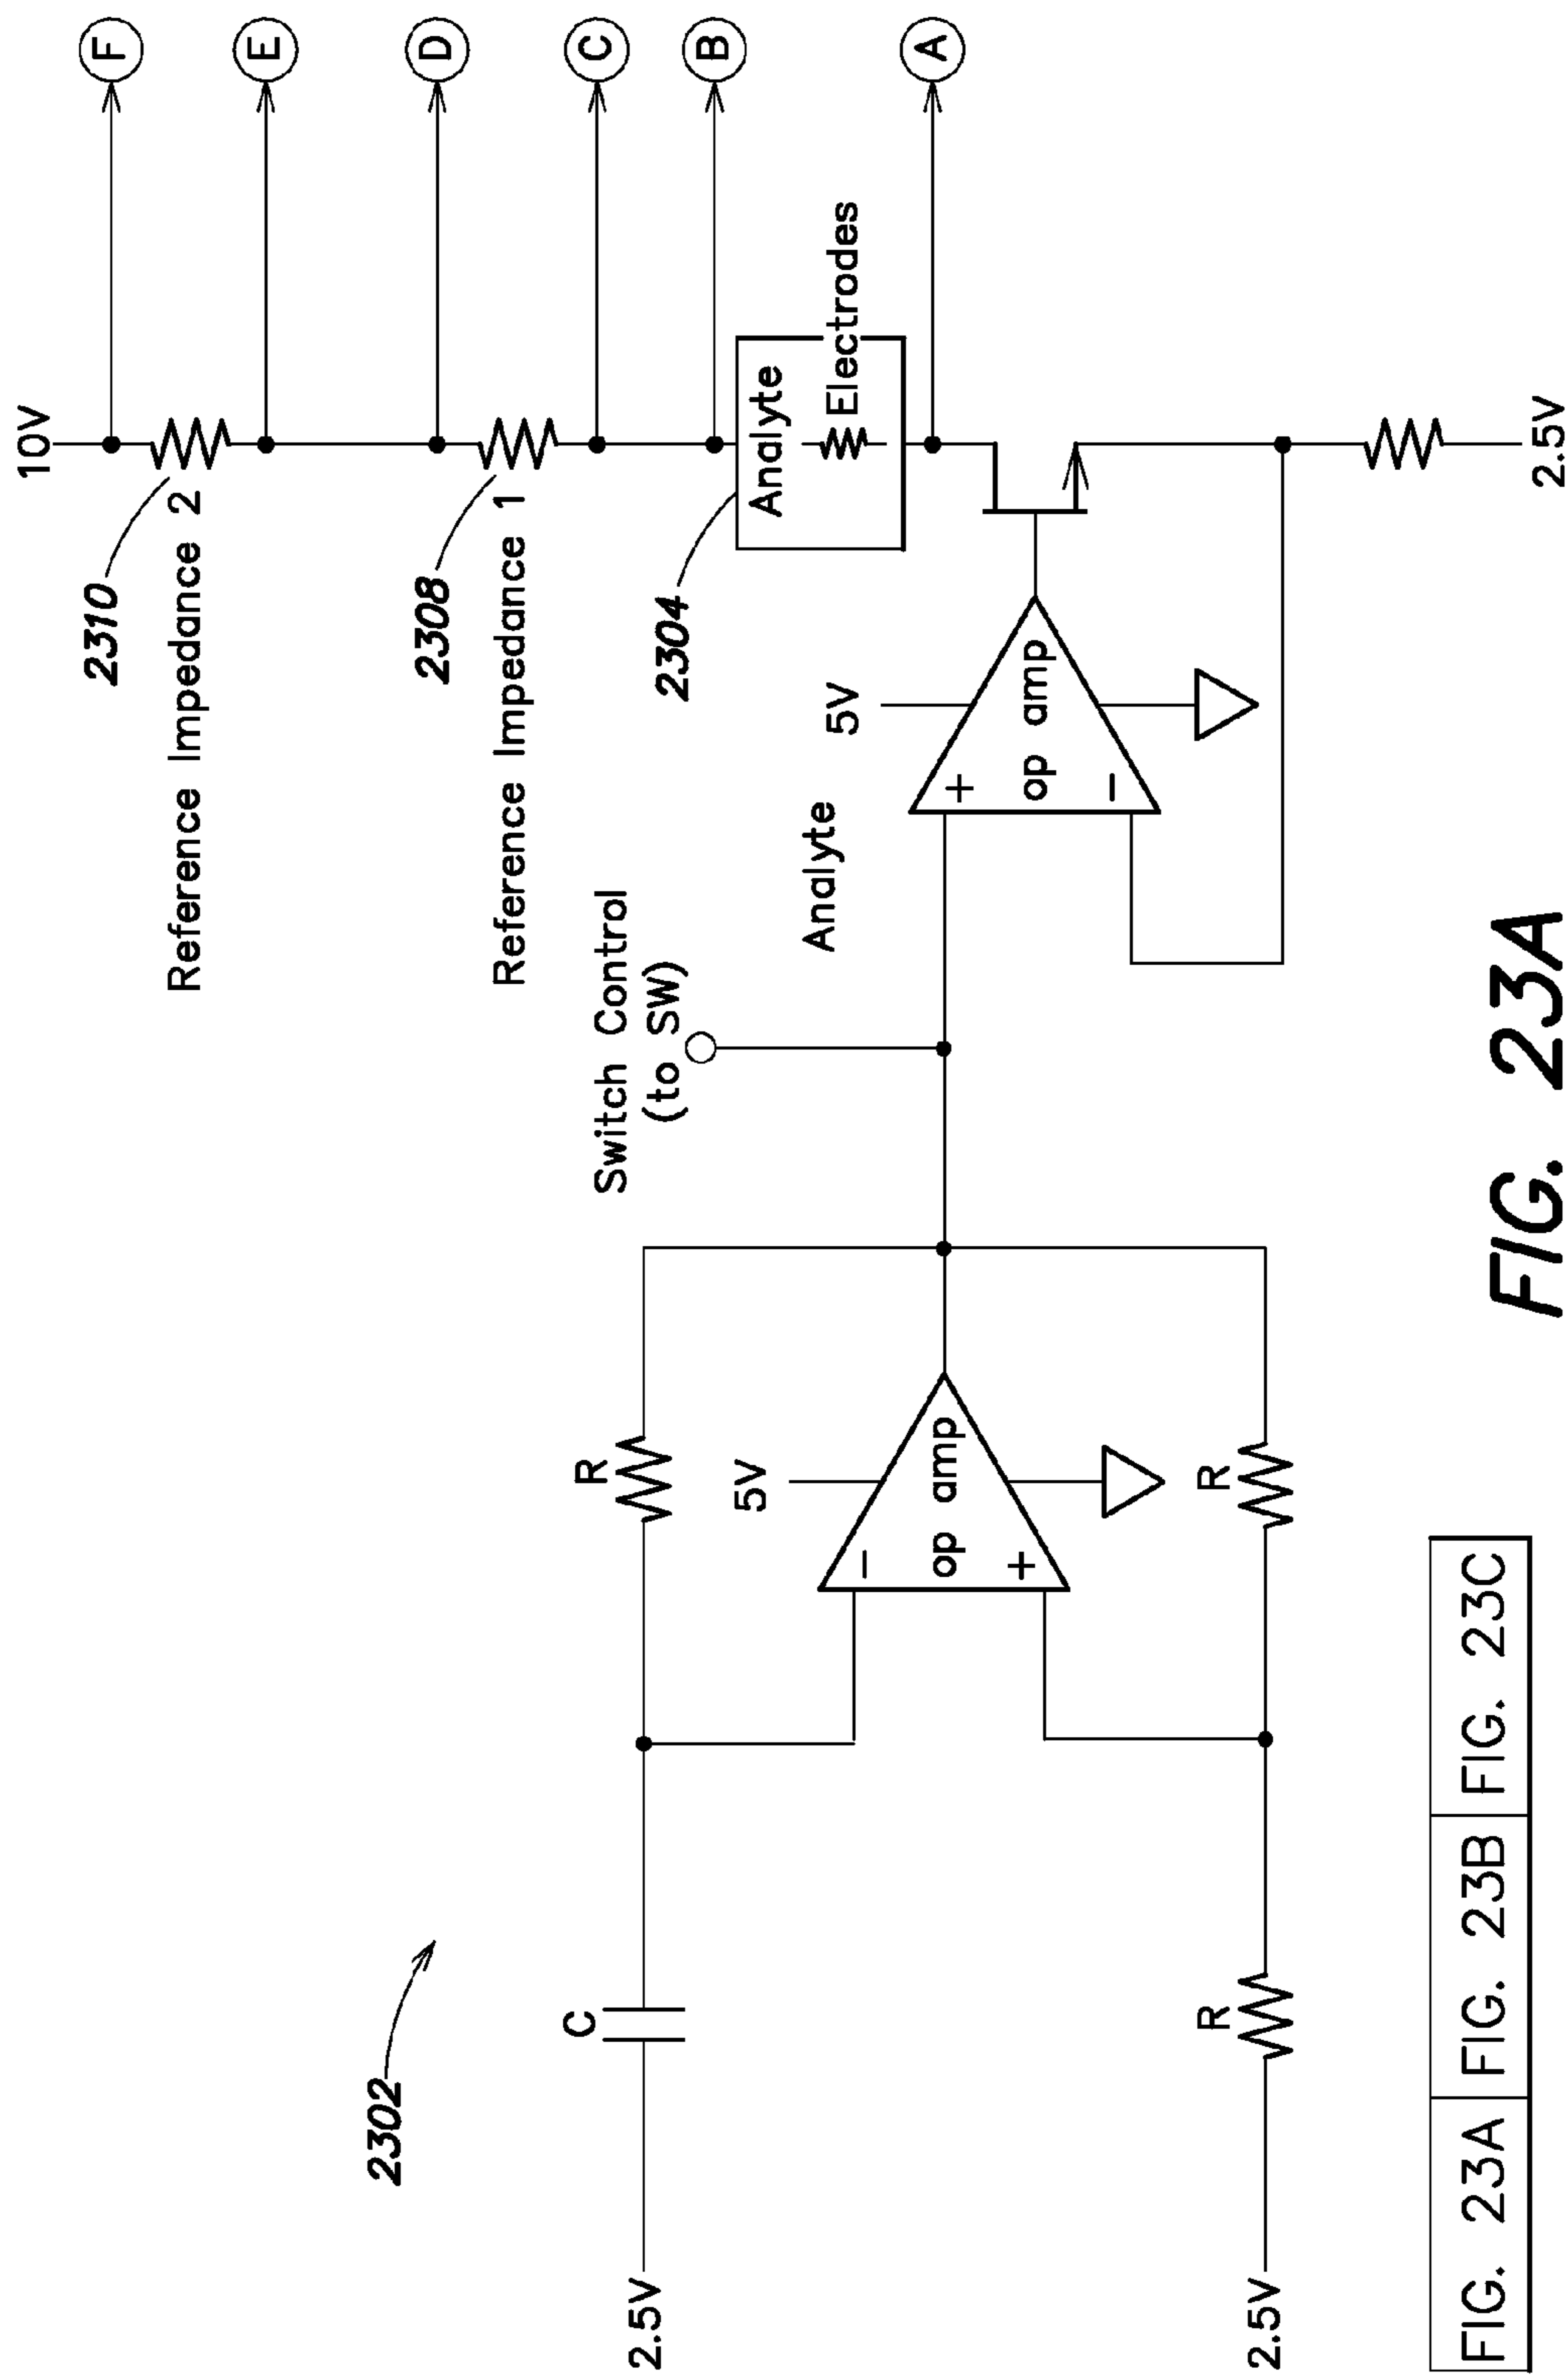 10V
F
2310
Reference Impedance 2
E
D
2308
Reference Impedance 1
C
B
2304
Analyte
Electrodes
A
Switch Control
(to SW)
Analyte
5V
+
op amp
−
2.5V
2302
C
R
2.5V
5V
−
op amp
+
R
R
2.5V
FIG. 23A
FIG. 23B
FIG. 23C
FIG. 23A